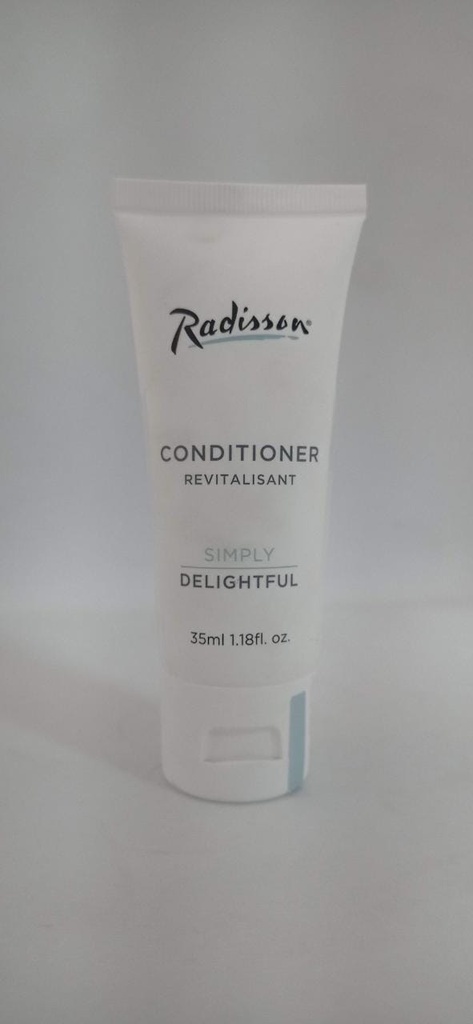 Radisson®
CONDITIONER
REVITALISANT
SIMPLY
DELIGHTFUL
35ml 1.18fl. oz.